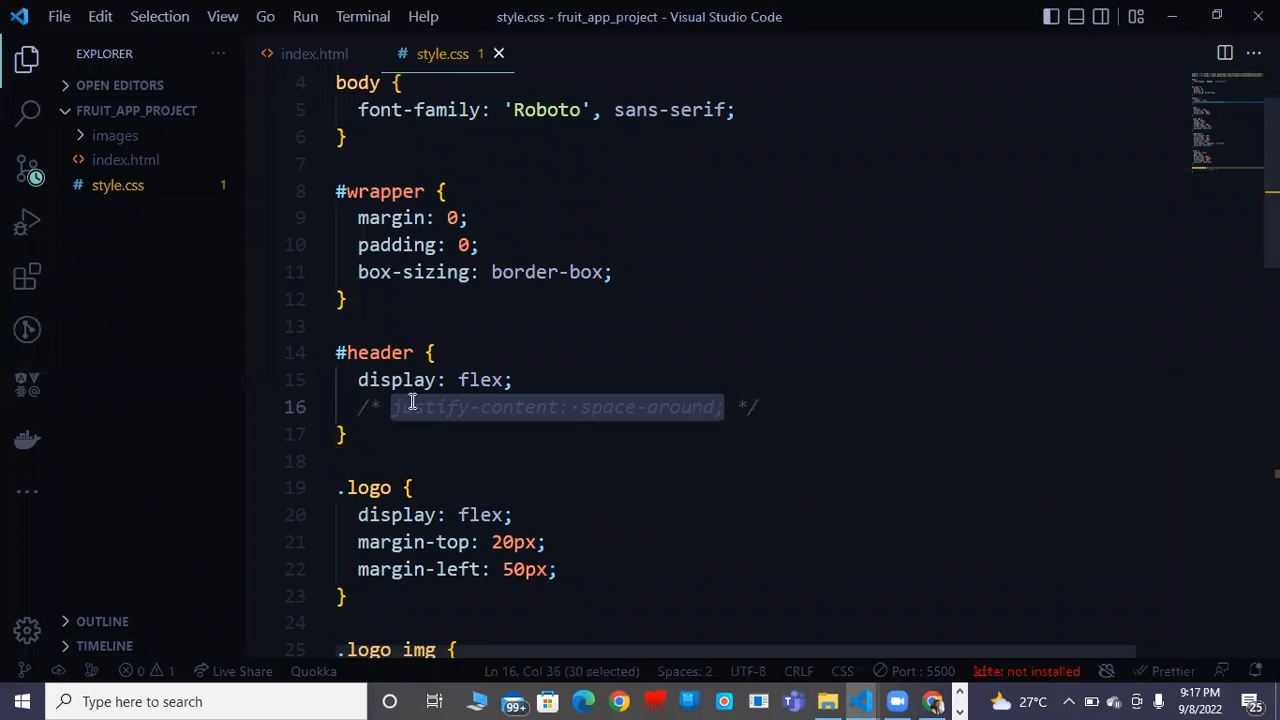 File Edit Selection View Go Run Terminal Help style.css - fruit_app_project - Visual Studio Code
EXPLORER
index.html
# style.css 1
OPEN EDITORS
FRUIT_APP_PROJECT
images
index.html
# style.css 1
OUTLINE
TIMELINE
4 body {
5 font-family: 'Roboto', sans-serif;
6 }
7
8 #wrapper {
9 margin: 0;
10 padding: 0;
11 box-sizing: border-box;
12 }
13
14 #header {
15 display: flex;
16 /* justify-content:·space-around; */
17 }
18
19 .logo {
20 display: flex;
21 margin-top: 20px;
22 margin-left: 50px;
23 }
24
25 .logo img {
0 1 Live Share Quokka Ln 16, Col 36 (30 selected) Spaces: 2 UTF-8 CRLF CSS Port : 5500 kite: not installed Prettier
Type here to search
99+
27°C
9:17 PM
9/8/2022
25